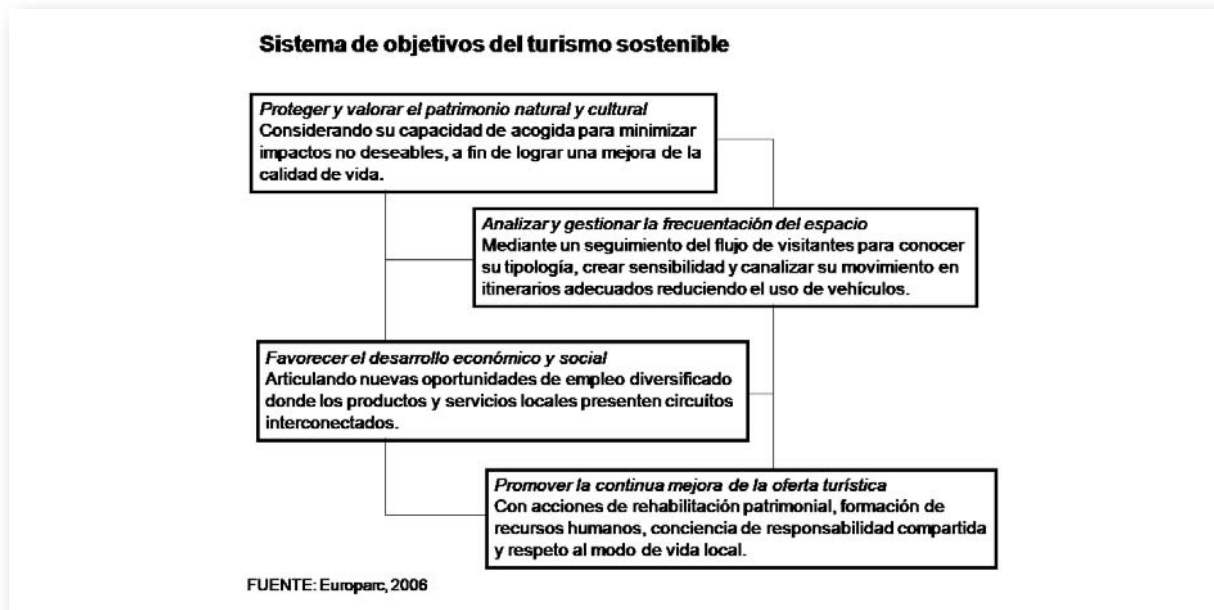 Sistema de objetivos del turismo sostenible
Proteger y valorar el patrimonio natural y cultural
Considerando su capacidad de acogida para minimizar
impactos no deseables, a fin de lograr una mejora de la
calidad de vida.
Analizar y gestionar la frecuentación del espacio
Mediante un seguimiento del flujo de visitantes para conocer
su tipología, crear sensibilidad y canalizar su movimiento en
itinerarios adecuados reduciendo el uso de vehículos.
Favorecer el desarrollo económico y social
Articulando nuevas oportunidades de empleo diversificado
donde los productos y servicios locales presenten circuítos
interconectados.
Promover la continua mejora de la oferta turística
Con acciones de rehabilitación patrimonial, formación de
recursos humanos, conciencia de responsabilidad compartida
y respeto al modo de vida local.
FUENTE: Europarc, 2006